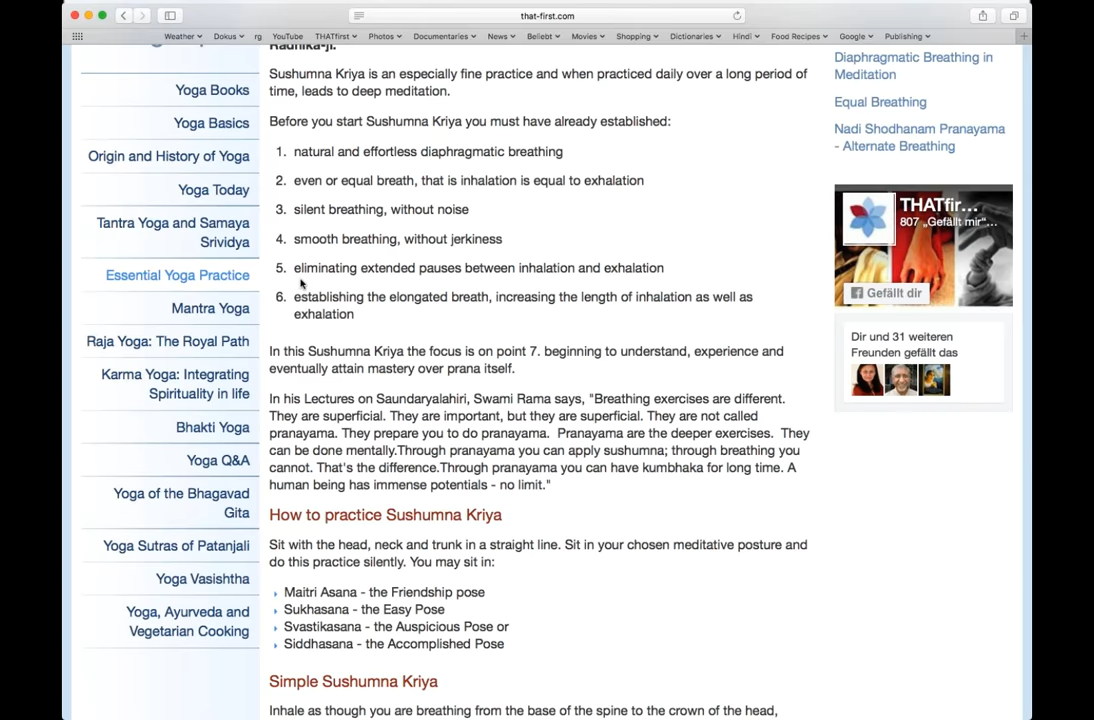 that-first.com
Weather Dokus rg YouTube THATfirst Photos Documentaries News Beliebt Movies Shopping Dictionaries Hindi Food Recipes Google Publishing
Radhika-ji.
Sushumna Kriya is an especially fine practice and when practiced daily over a long period of
time, leads to deep meditation.
Before you start Sushumna Kriya you must have already established:
1. natural and effortless diaphragmatic breathing
2. even or equal breath, that is inhalation is equal to exhalation
3. silent breathing, without noise
4. smooth breathing, without jerkiness
5. eliminating extended pauses between inhalation and exhalation
6. establishing the elongated breath, increasing the length of inhalation as well as
exhalation
In this Sushumna Kriya the focus is on point 7. beginning to understand, experience and
eventually attain mastery over prana itself.
In his Lectures on Saundaryalahiri, Swami Rama says, "Breathing exercises are different.
They are superficial. They are important, but they are superficial. They are not called
pranayama. They prepare you to do pranayama. Pranayama are the deeper exercises. They
can be done mentally.Through pranayama you can apply sushumna; through breathing you
cannot. That's the difference.Through pranayama you can have kumbhaka for long time. A
human being has immense potentials - no limit."
How to practice Sushumna Kriya
Sit with the head, neck and trunk in a straight line. Sit in your chosen meditative posture and
do this practice silently. You may sit in:
Maitri Asana - the Friendship pose
Sukhasana - the Easy Pose
Svastikasana - the Auspicious Pose or
Siddhasana - the Accomplished Pose
Simple Sushumna Kriya
Inhale as though you are breathing from the base of the spine to the crown of the head,
Yoga Books
Yoga Basics
Origin and History of Yoga
Yoga Today
Tantra Yoga and Samaya
Srividya
Essential Yoga Practice
Mantra Yoga
Raja Yoga: The Royal Path
Karma Yoga: Integrating
Spirituality in life
Bhakti Yoga
Yoga Q&A
Yoga of the Bhagavad
Gita
Yoga Sutras of Patanjali
Yoga Vasishtha
Yoga, Ayurveda and
Vegetarian Cooking
Diaphragmatic Breathing in
Meditation
Equal Breathing
Nadi Shodhanam Pranayama
- Alternate Breathing
THATfir...
807 „Gefällt mir"...
Gefällt dir
Dir und 31 weiteren
Freunden gefällt das